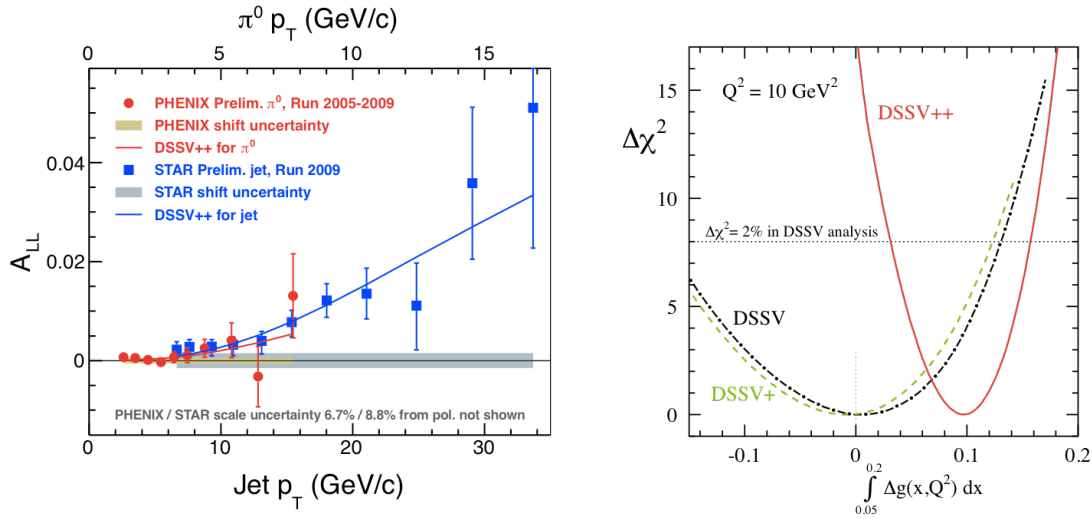 π⁰ p_T (GeV/c)
0 5 10 15
PHENIX Prelim. π⁰, Run 2005-2009
PHENIX shift uncertainty
DSSV++ for π⁰
STAR Prelim. jet, Run 2009
STAR shift uncertainty
DSSV++ for jet
A_LL
0.04
0.02
0
PHENIX / STAR scale uncertainty 6.7% / 8.8% from pol. not shown
0 10 20 30
Jet p_T (GeV/c)
Δχ²
15
10
5
0
Q² = 10 GeV²
DSSV++
Δχ²= 2% in DSSV analysis
DSSV
DSSV+
-0.1 0 0.1 0.2
0.2
∫ Δg(x,Q²) dx
0.05